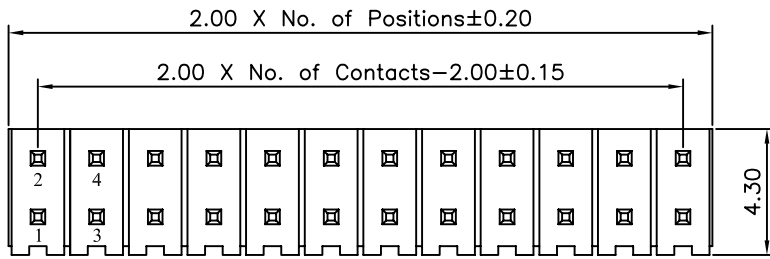 2.00 X No. of Positions±0.20
2.00 X No. of Contacts-2.00±0.15
2 4
4.30
1 3